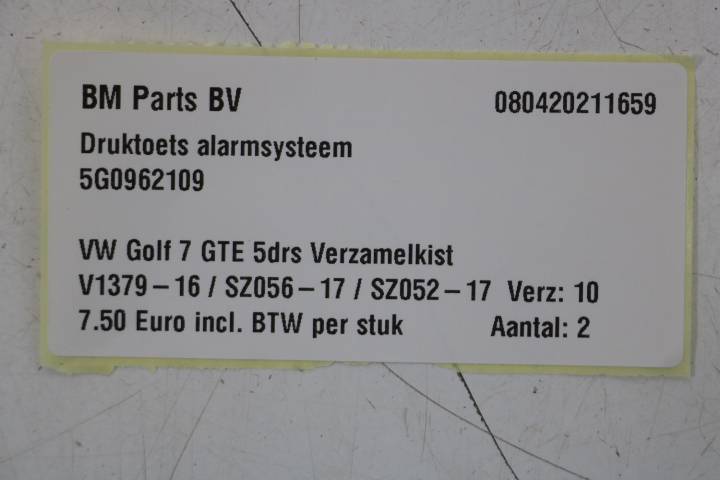 BM Parts BV 080420211659
Druktoets alarmsysteem
5G0962109
VW Golf 7 GTE 5drs Verzamelkist
V1379-16 / SZ056-17 / SZ052-17 Verz: 10
7.50 Euro incl. BTW per stuk Aantal: 2